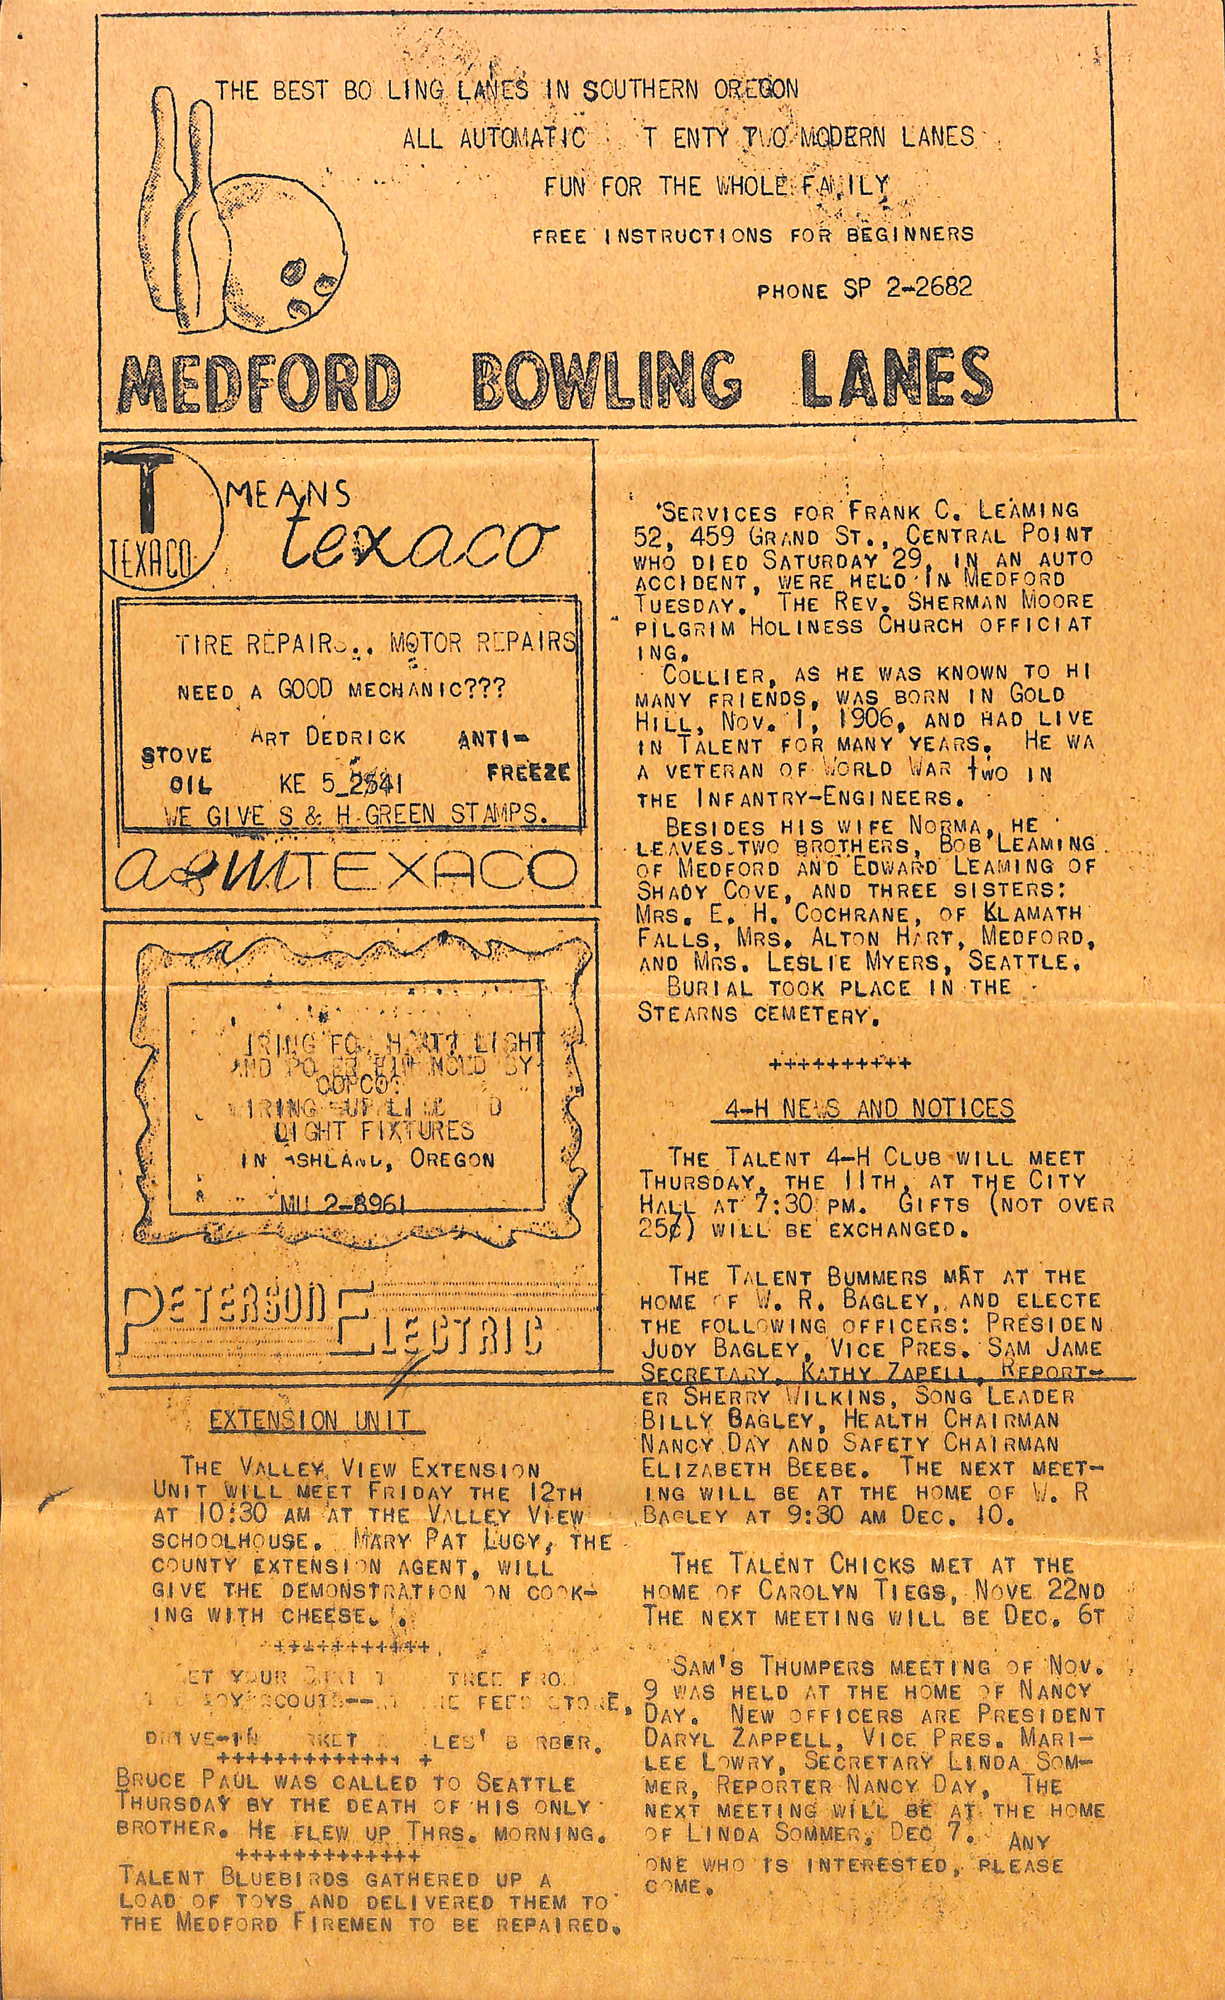 THE BEST BO LING LANES IN SOUTHERN OREGON
ALL AUTOMATIC T ENTY TWO MODERN LANES
FUN FOR THE WHOLE FAMILY
FREE INSTRUCTIONS FOR BEGINNERS
PHONE SP 2-2682
MEDFORD BOWLING LANES
T
TEXACO
MEANS
texaco
TIRE REPAIR... MOTOR REPAIRS
NEED A GOOD MECHANIC???
ART DEDRICK
STOVE OIL
ANTI-FREEZE
KE 5-2541
WE GIVE S & H GREEN STAMPS.
TEXACO
LIGHT
AND BY
COPCO
WIRING
LIGHT FIXTURES
IN ASHLAND, OREGON
MU 2-8961
PETERSON ELECTRIC
EXTENSION UNIT
THE VALLEY VIEW EXTENSION
UNIT WILL MEET FRIDAY THE 12TH
AT 10:30 AM AT THE VALLEY VIEW
SCHOOLHOUSE. MARY PAT LUGY, THE
COUNTY EXTENSION AGENT, WILL
GIVE THE DEMONSTRATION ON COOK-
ING WITH CHEESE.
+++++++++++
ET YOUR TREE FRO
BOY SCOUTS-- FEED STORE,
DRIVE-IN RKET LES' B RBER.
+++++++++++++ +
BRUCE PAUL WAS CALLED TO SEATTLE
THURSDAY BY THE DEATH OF HIS ONLY
BROTHER. HE FLEW UP THRS. MORNING.
+++++++++++++
TALENT BLUEBIRDS GATHERED UP A
LOAD OF TOYS AND DELIVERED THEM TO
THE MEDFORD FIREMEN TO BE REPAIRED.
SERVICES FOR FRANK C. LEAMING
52, 459 GRAND ST., CENTRAL POINT
WHO DIED SATURDAY 29, IN AN AUTO
ACCIDENT, WERE HELD IN MEDFORD
TUESDAY. THE REV. SHERMAN MOORE
PILGRIM HOLINESS CHURCH OFFICIAT
ING.
COLLIER, AS HE WAS KNOWN TO HI
MANY FRIENDS, WAS BORN IN GOLD
HILL, NOV. 1, 1906, AND HAD LIVE
IN TALENT FOR MANY YEARS. HE WA
A VETERAN OF WORLD WAR two IN
THE INFANTRY-ENGINEERS.
BESIDES HIS WIFE NORMA, HE
LEAVES TWO BROTHERS, BOB LEAMING
OF MEDFORD AND EDWARD LEAMING OF
SHADY COVE, AND THREE SISTERS:
MRS. E. H. COCHRANE, OF KLAMATH
FALLS, MRS. ALTON HART, MEDFORD,
AND MRS. LESLIE MYERS, SEATTLE.
BURIAL TOOK PLACE IN THE
STEARNS CEMETERY.
++++++++++
4-H NEWS AND NOTICES
THE TALENT 4-H CLUB WILL MEET
THURSDAY, THE 11TH, AT THE CITY
HALL AT 7:30 PM. GIFTS (NOT OVER
25¢) WILL BE EXCHANGED.
THE TALENT BUMMERS MET AT THE
HOME OF W. R. BAGLEY, AND ELECTE
THE FOLLOWING OFFICERS: PRESIDEN
JUDY BAGLEY, VICE PRES. SAM JAME
SECRETARY, KATHY ZAPELL, REPORT-
ER SHERRY WILKINS, SONG LEADER
BILLY BAGLEY, HEALTH CHAIRMAN
NANCY DAY AND SAFETY CHAIRMAN
ELIZABETH BEEBE. THE NEXT MEET-
ING WILL BE AT THE HOME OF W. R
BAGLEY AT 9:30 AM DEC. 10.
THE TALENT CHICKS MET AT THE
HOME OF CAROLYN TIEGS, NOVE 22ND
THE NEXT MEETING WILL BE DEC. 6T
SAM'S THUMPERS MEETING OF NOV.
9 WAS HELD AT THE HOME OF NANCY
DAY. NEW OFFICERS ARE PRESIDENT
DARYL ZAPPELL, VICE PRES. MARI-
LEE LOWRY, SECRETARY LINDA SOM-
MER, REPORTER NANCY DAY, THE
NEXT MEETING WILL BE AT THE HOME
OF LINDA SOMMER, DEC 7. ANY
ONE WHO IS INTERESTED, PLEASE
COME.